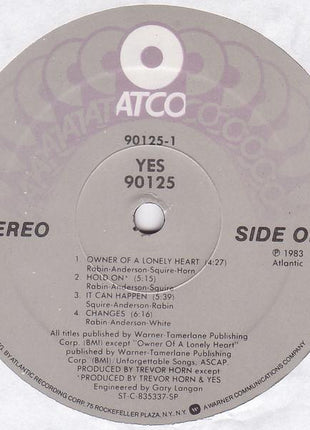 ATCO
90125-1
YES
90125
EREO
SIDE O
1. OWNER OF A LONELY HEART (4:27)
Rabin-Anderson-Squire-Horn
2. HOLD ON* (5:15)
Rabin-Anderson-Squire
3. IT CAN HAPPEN (5:39)
Squire-Anderson-Rabin
4. CHANGES (6:16)
Rabin-Anderson-White
℗ 1983
Atlantic
All titles published by Warner-Tamerlane Publishing
Corp. (BMI) except "Owner Of A Lonely Heart"
published by Warner-Tamerlane Publishing
Corp. (BMI)/Unforgettable Songs, ASCAP.
PRODUCED BY TREVOR HORN except
*PRODUCED BY TREVOR HORN & YES
Engineered by Gary Langan
ST-C-835337-SP
BY ATLANTIC RECORDING CORP. 75 ROCKEFELLER PLAZA, N.Y. N.Y. A WARNER COMMUNICATIONS COMPANY